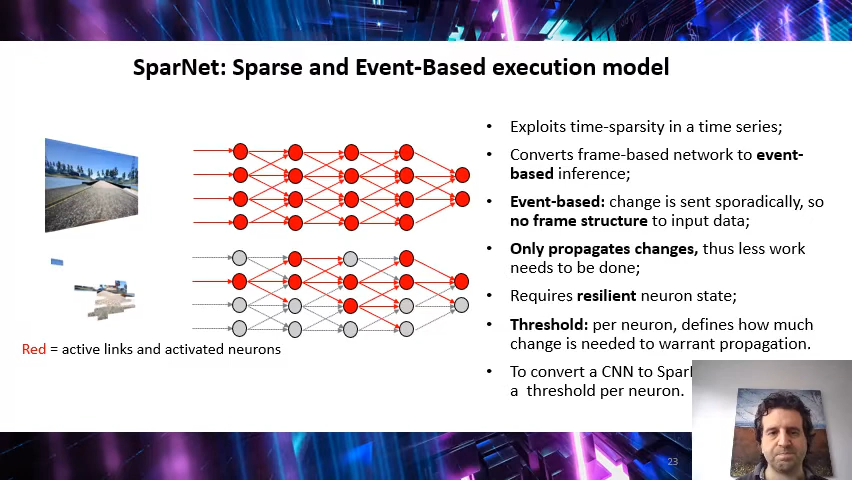 SparNet: Sparse and Event-Based execution model
• Exploits time-sparsity in a time series;
• Converts frame-based network to event-
based inference;
• Event-based: change is sent sporadically, so
no frame structure to input data;
• Only propagates changes, thus less work
needs to be done;
• Requires resilient neuron state;
• Threshold: per neuron, defines how much
change is needed to warrant propagation.
• To convert a CNN to
a threshold per neuron.
Red = active links and activated neurons
23